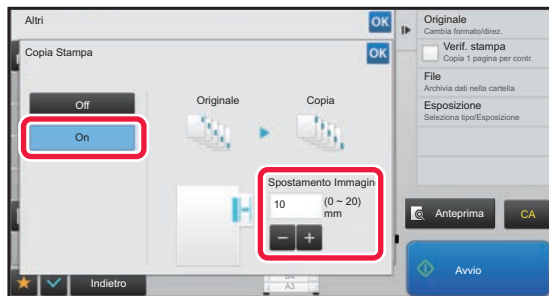 Altri
OK
Copia Stampa
OK
Off
On
Originale
Copia
Spostamento Immagin
10
(0 ~ 20)
mm
Indietro
A3
Originale
Cambia formato/direz.
Verif. stampa
Copia 1 pagina per contr.
File
Archivia dati nella cartella
Esposizione
Seleziona tipo/Esposizione
Anteprima
CA
Avvio